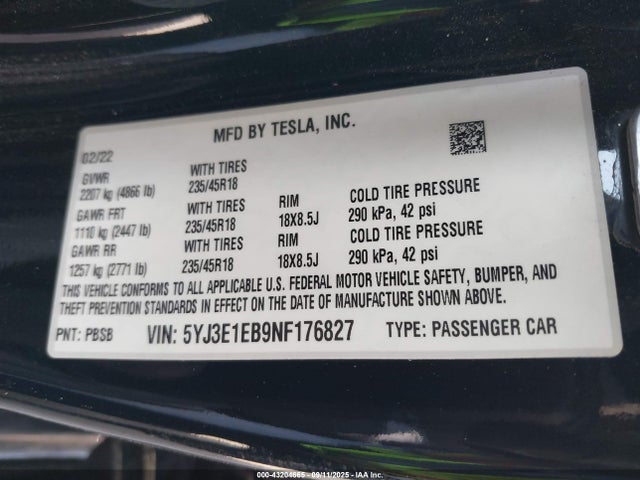 MFD BY TESLA, INC.
02/22
GVWR WITH TIRES
2207 kg (4866 lb) 235/45R18
GAWR FRT WITH TIRES RIM COLD TIRE PRESSURE
1110 kg (2447 lb) 235/45R18 18X8.5J 290 kPa, 42 psi
GAWR RR WITH TIRES RIM COLD TIRE PRESSURE
1257 kg (2771 lb) 235/45R18 18X8.5J 290 kPa, 42 psi
THIS VEHICLE CONFORMS TO ALL APPLICABLE U.S. FEDERAL MOTOR VEHICLE SAFETY, BUMPER, AND
THEFT PREVENTION STANDARDS IN EFFECT ON THE DATE OF MANUFACTURE SHOWN ABOVE.
PNT: PBSB VIN: 5YJ3E1EB9NF176827 TYPE: PASSENGER CAR
000-43204665 - 09/11/2025 - IAA Inc.